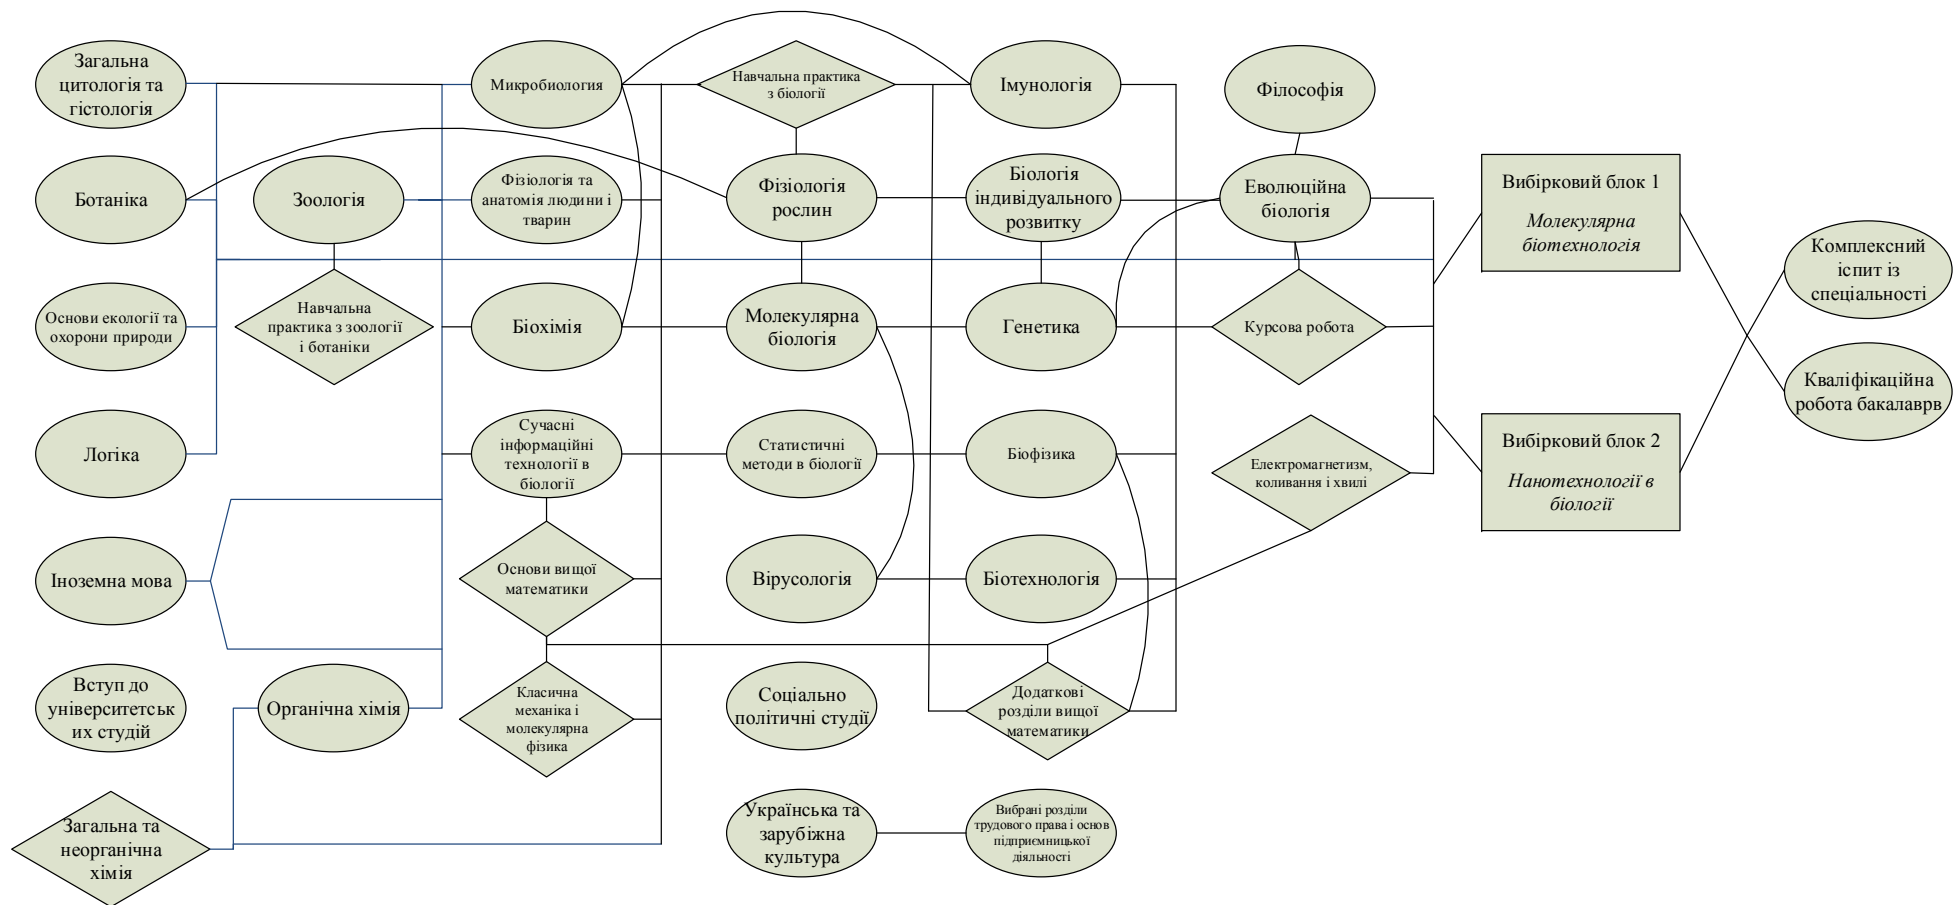 Загальна
цитологія та
гістологія
Микробиология
Навчальна практика
з біології
Імунологія
Філософія
Ботаніка
Зоологія
Фізіологія та
анатомія людини і
тварин
Фізіологія
рослин
Біологія
індивідуального
розвитку
Еволюційна
біологія
Вибірковий блок 1
Молекулярна
біотехнологія
Комплексний
іспит із
спеціальності
Основи екології та
охорони природи
Навчальна
практика з зоології
і ботаніки
Біохімія
Молекулярна
біологія
Генетика
Курсова робота
Кваліфікаційна
робота бакалаврв
Логіка
Сучасні
інформаційні
технології в
біології
Статистичні
методи в біології
Біофізика
Електромагнетизм,
коливання і хвилі
Вибірковий блок 2
Нанотехнології в
біології
Іноземна мова
Основи вищої
математики
Вірусологія
Біотехнологія
Вступ до
університетськ
их студій
Органічна хімія
Класична
механіка і
молекулярна
фізика
Соціально
політичні студії
Додаткові
розділи вищої
математики
Загальна та
неорганічна
хімія
Українська та
зарубіжна
культура
Вибрані розділи
трудового права і основ
підприємницької
діяльності